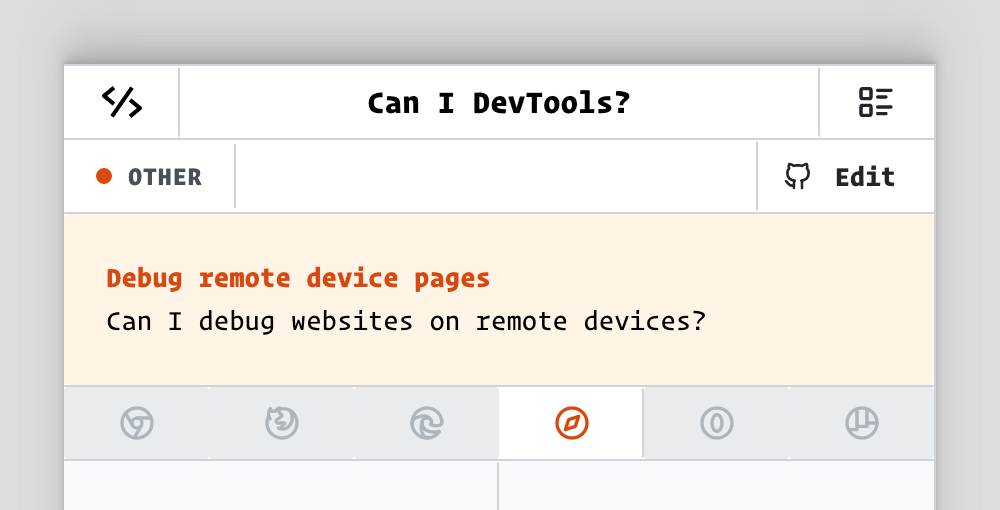 Can I DevTools?
OTHER
Edit
Debug remote device pages
Can I debug websites on remote devices?